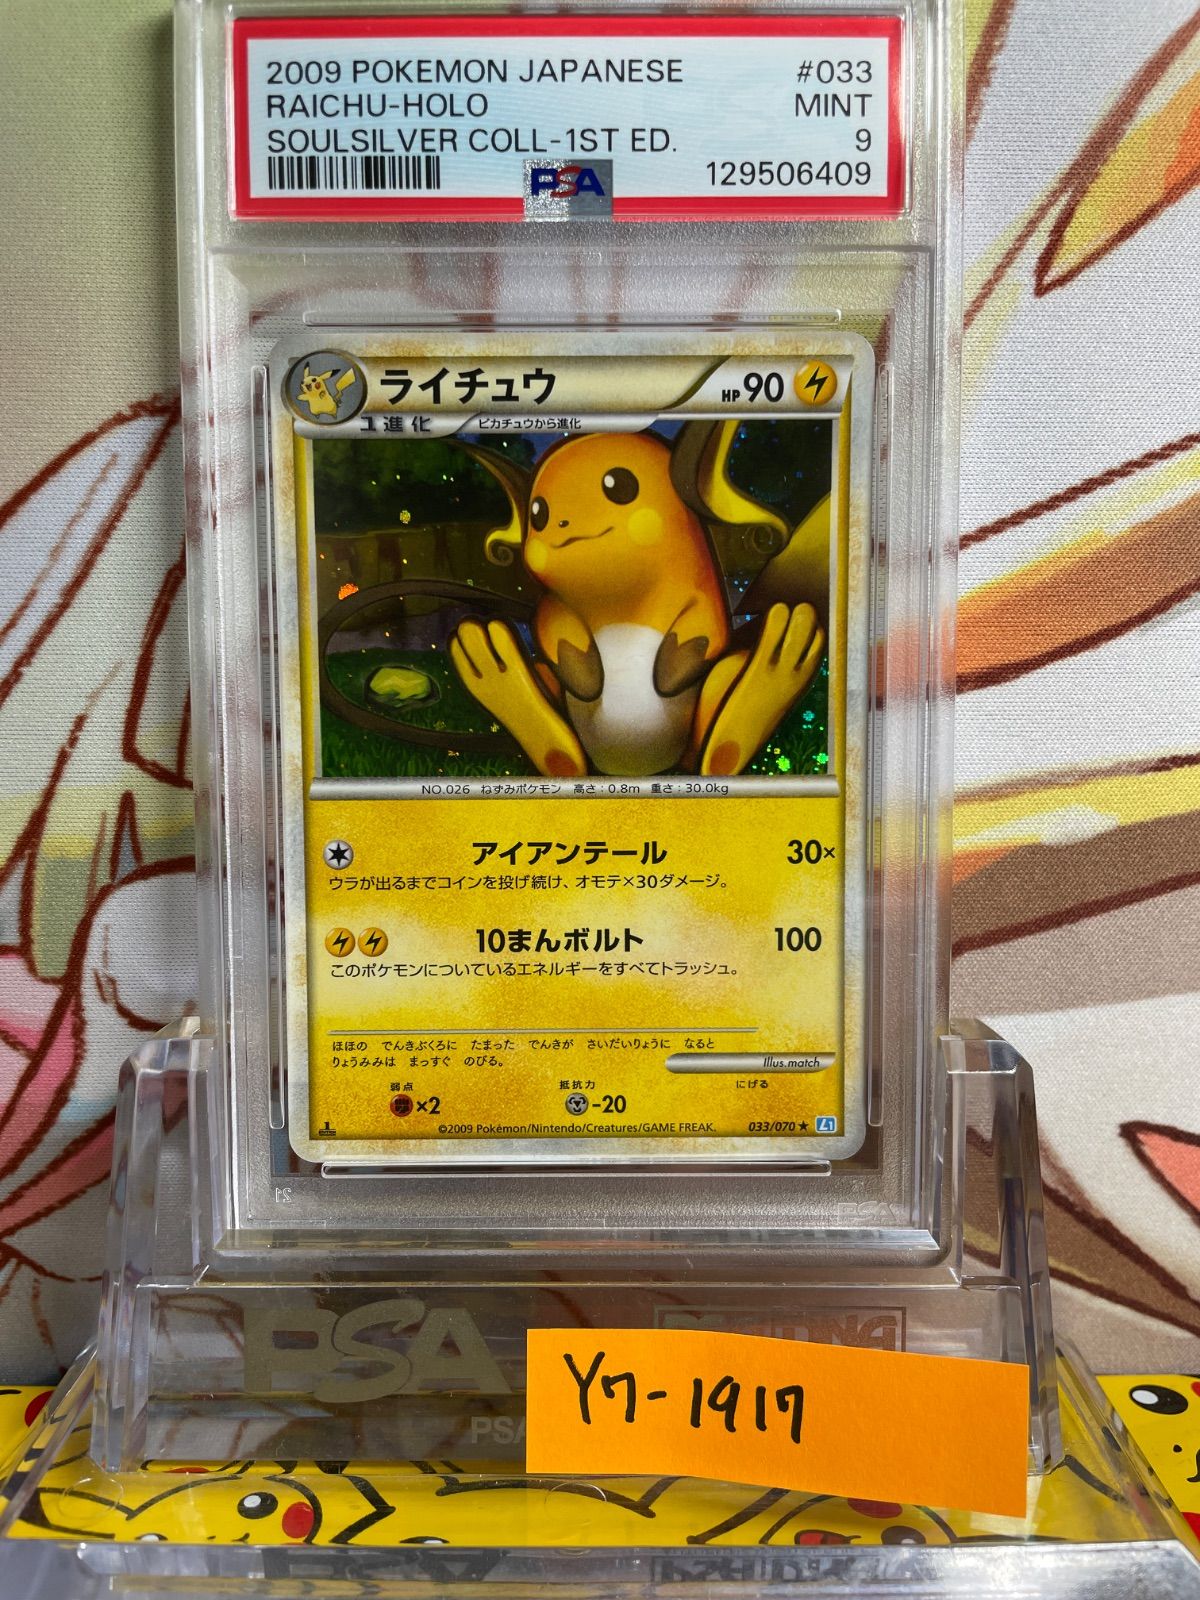 2009 POKEMON JAPANESE #033
RAICHU-HOLO MINT
SOULSILVER COLL-1ST ED. 9
PSA 129506409
ライチュウ HP90
1進化 ピカチュウから進化
NO.026 ねずみポケモン 高さ:0.8m 重さ:30.0kg
アイアンテール 30×
ウラが出るまでコインを投げ続け、オモテ×30ダメージ。
10まんボルト 100
このポケモンについているエネルギーをすべてトラッシュ。
ほほの でんきぶくろに たまった でんきが さいだいりょうに なると
りょうみみは まっすぐ のびる。
Illus.match
弱点 抵抗力 にげる
×2 -20
©2009 Pokémon/Nintendo/Creatures/GAME FREAK. 033/070 ★ L1
21 PSA
PSA
PSA
Y7-1917